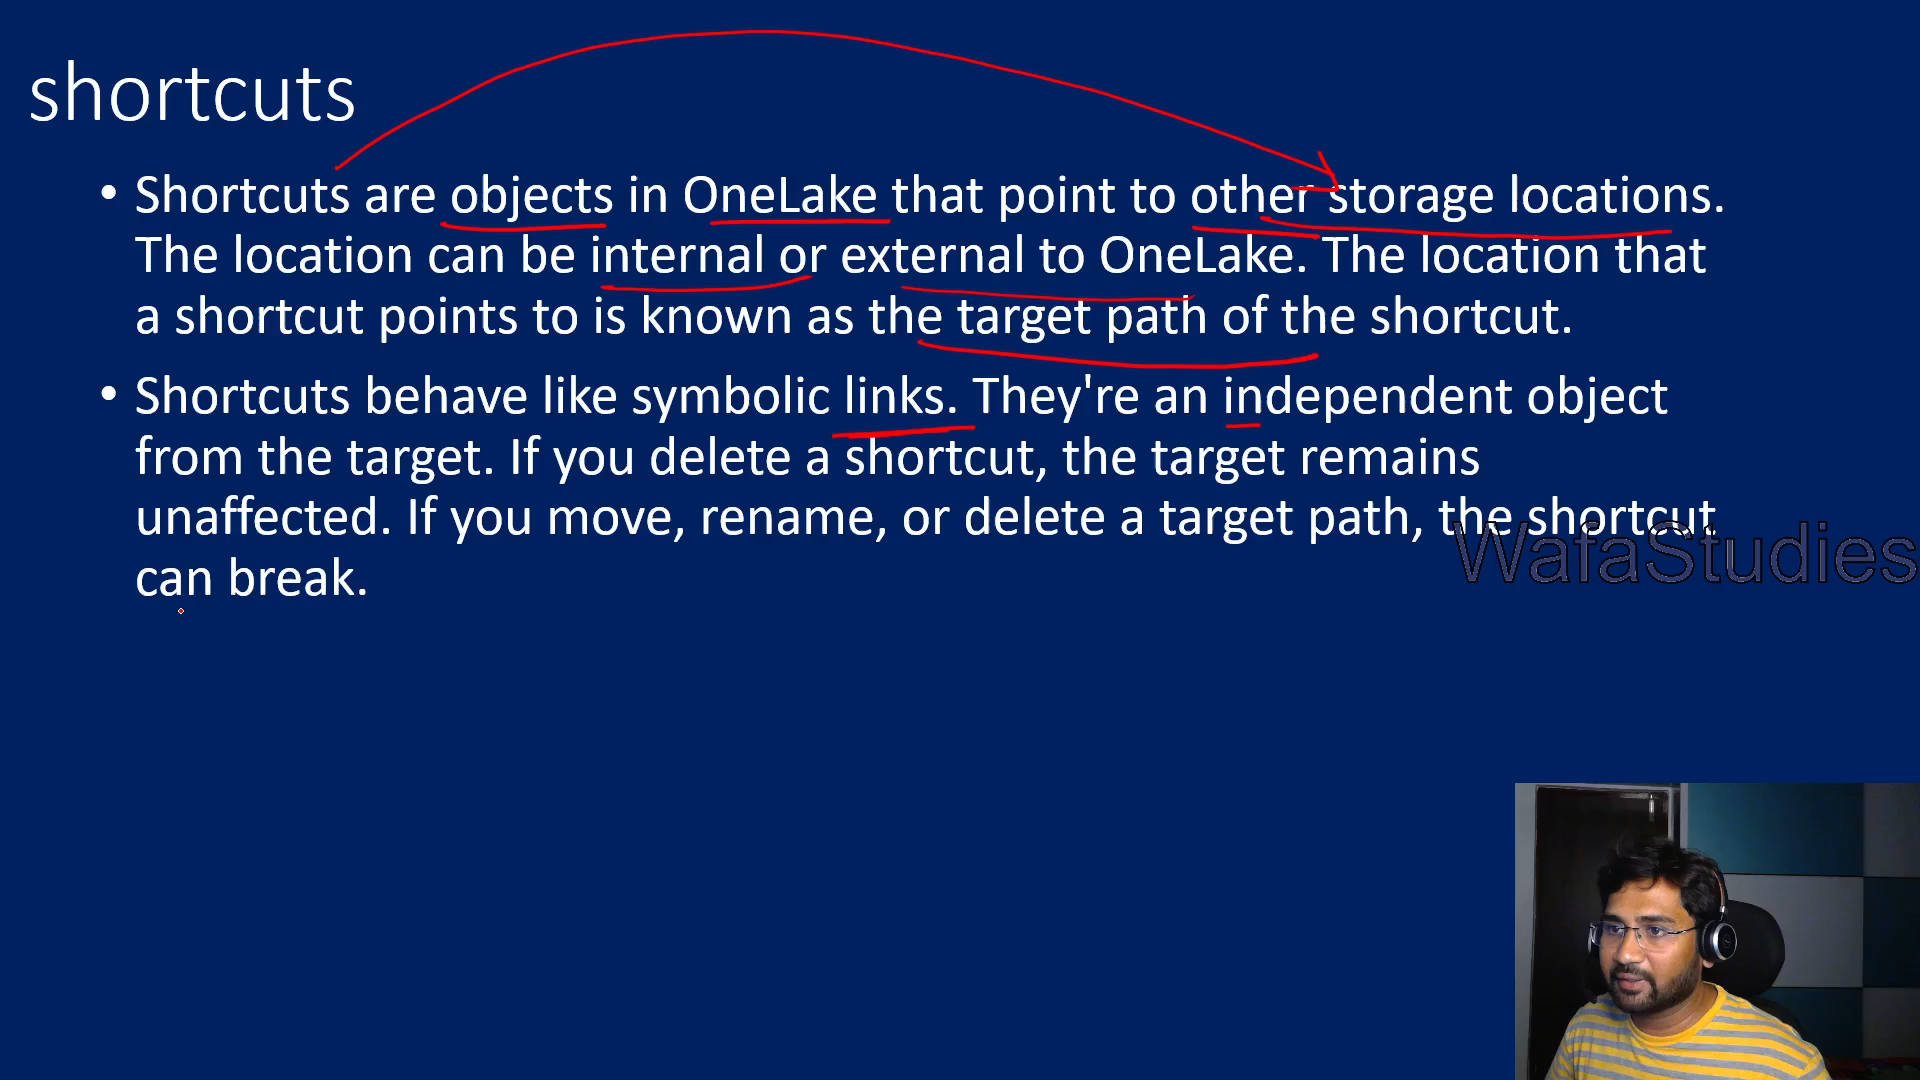 shortcuts
• Shortcuts are objects in OneLake that point to other storage locations.
The location can be internal or external to OneLake. The location that
a shortcut points to is known as the target path of the shortcut.
• Shortcuts behave like symbolic links. They're an independent object
from the target. If you delete a shortcut, the target remains
unaffected. If you move, rename, or delete a target path, the shortcut
can break.
WafaStudies